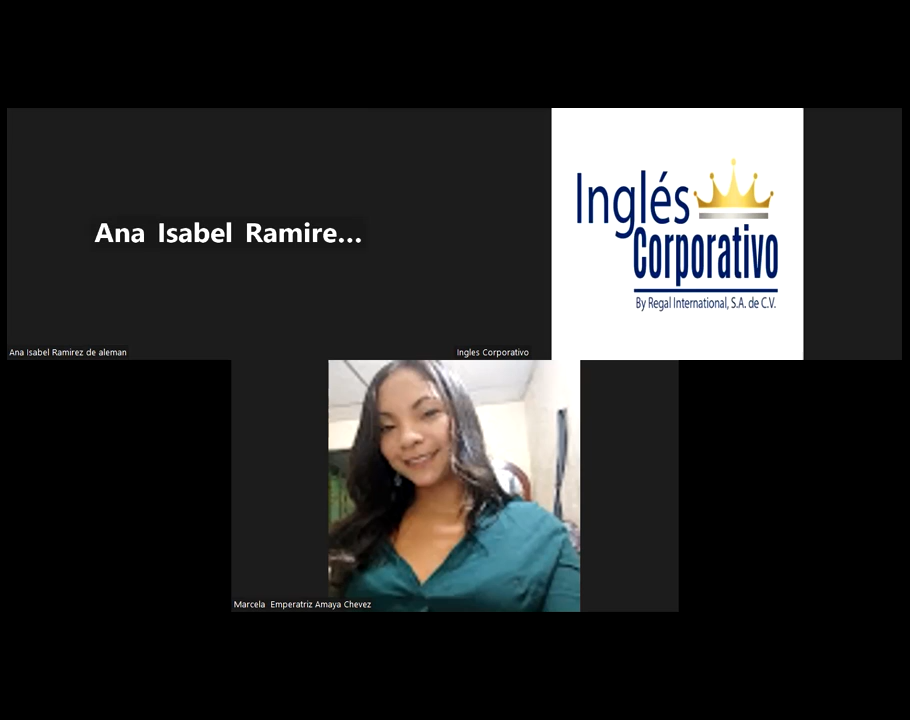 Ana Isabel Ramire...
Ana Isabel Ramirez de aleman
Inglés
Corporativo
By Regal International, S.A. de C.V.
Ingles Corporativo
Marcela Emperatriz Amaya Chevez